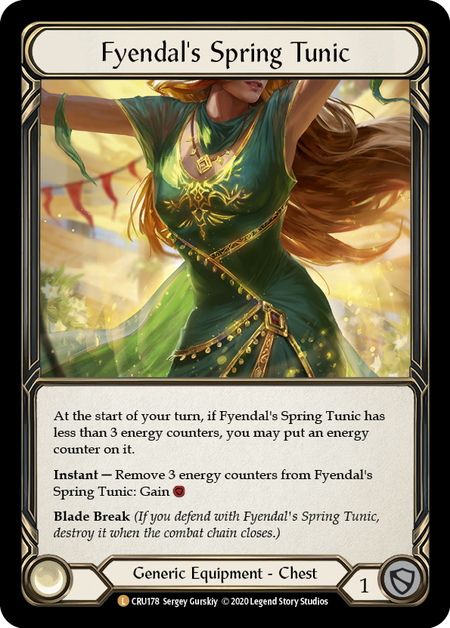 Fyendal's Spring Tunic
At the start of your turn, if Fyendal's Spring Tunic has
less than 3 energy counters, you may put an energy
counter on it.
Instant — Remove 3 energy counters from Fyendal's
Spring Tunic: Gain
Blade Break (If you defend with Fyendal's Spring Tunic,
destroy it when the combat chain closes.)
Generic Equipment - Chest
1
L CRU178 Sergey Gurskiy © 2020 Legend Story Studios